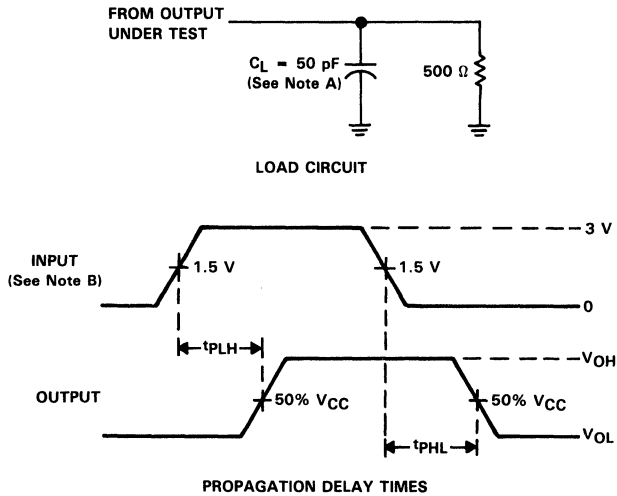 FROM OUTPUT
UNDER TEST
CL = 50 pF
(See Note A)
500 Ω
LOAD CIRCUIT
3 V
INPUT
(See Note B)
1.5 V
1.5 V
0
tPLH
VOH
OUTPUT
50% VCC
50% VCC
tPHL
VOL
PROPAGATION DELAY TIMES